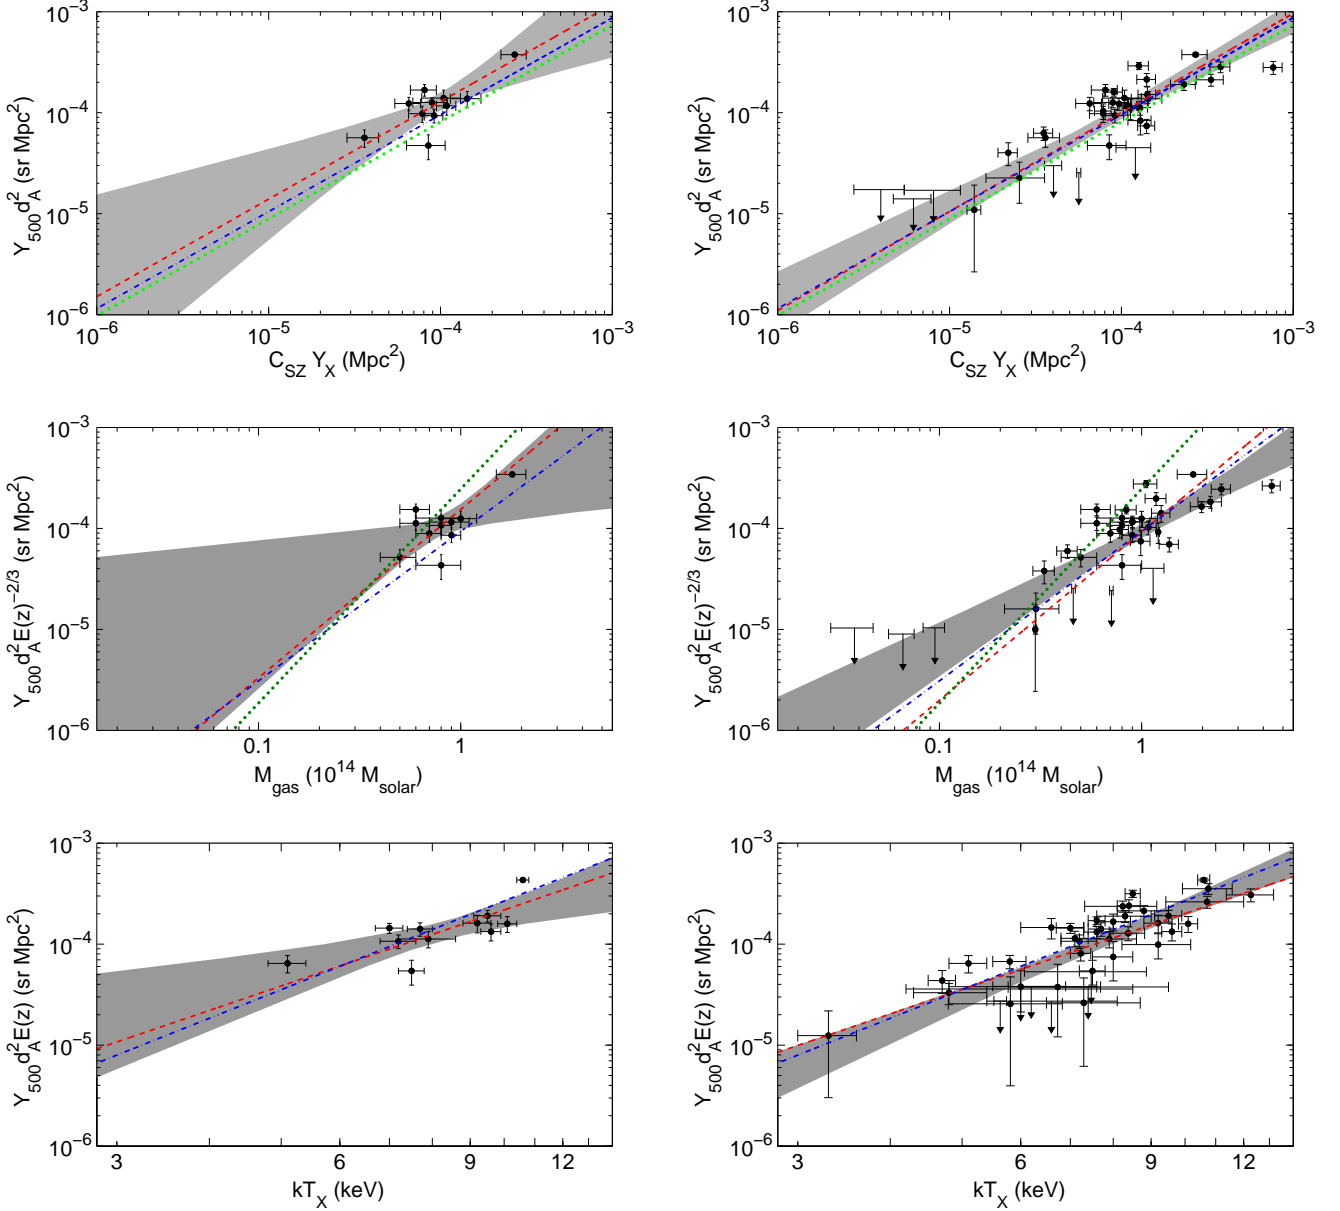 10^−3
10^−4
10^−5
10^−6
Y_500 d_A^2 (sr Mpc^2)
10^−6 10^−5 10^−4 10^−3
C_SZ Y_X (Mpc^2)
10^−3
10^−4
10^−5
10^−6
Y_500 d_A^2 (sr Mpc^2)
10^−6 10^−5 10^−4 10^−3
C_SZ Y_X (Mpc^2)
10^−3
10^−4
10^−5
10^−6
Y_500 d_A^2 E(z)^−2/3 (sr Mpc^2)
0.1 1
M_gas (10^14 M_solar)
10^−3
10^−4
10^−5
10^−6
Y_500 d_A^2 E(z)^−2/3 (sr Mpc^2)
0.1 1
M_gas (10^14 M_solar)
10^−3
10^−4
10^−5
10^−6
Y_500 d_A^2 E(z) (sr Mpc^2)
3 6 9 12
kT_X (keV)
10^−3
10^−4
10^−5
10^−6
Y_500 d_A^2 E(z) (sr Mpc^2)
3 6 9 12
kT_X (keV)